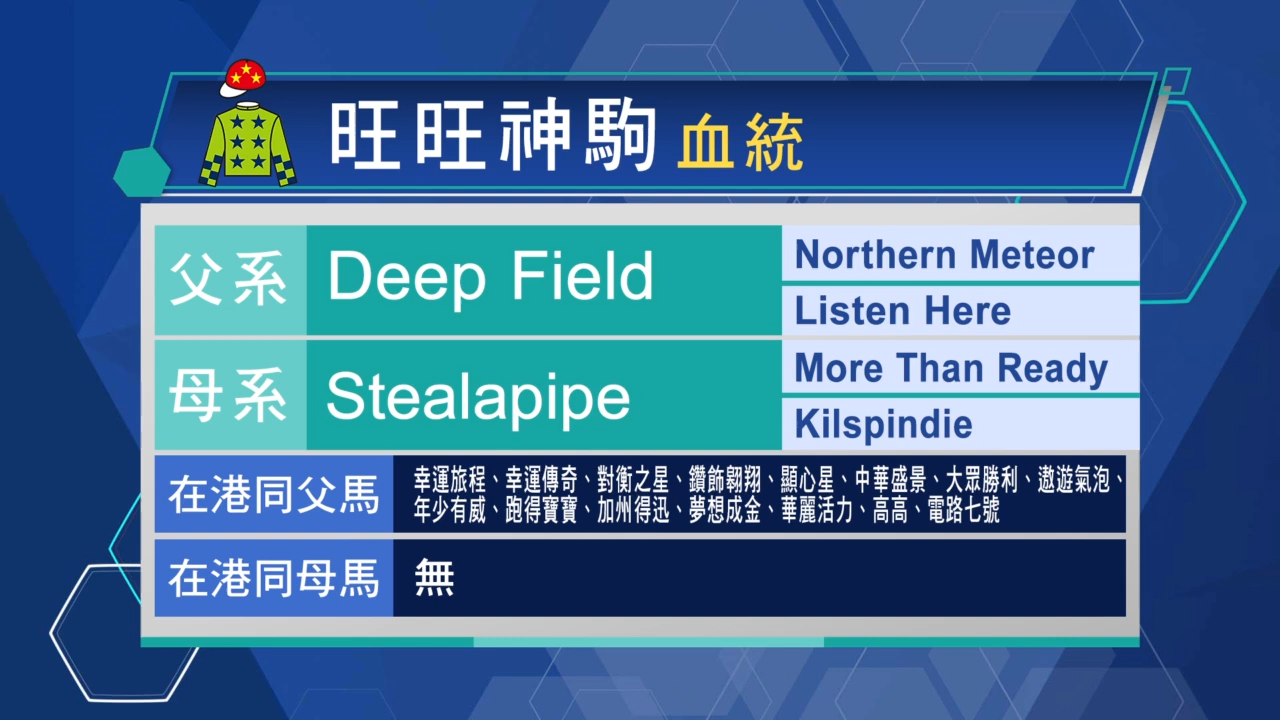 旺旺神駒 血統
父系 Deep Field
Northern Meteor
Listen Here
母系 Stealapipe
More Than Ready
Kilspindie
在港同父馬
幸運旅程、幸運傳奇、對衡之星、鑽飾翱翔、顯心星、中華盛景、大眾勝利、遨遊氣泡、
年少有威、跑得寶寶、加州得迅、夢想成金、華麗活力、高高、電路七號
在港同母馬 無